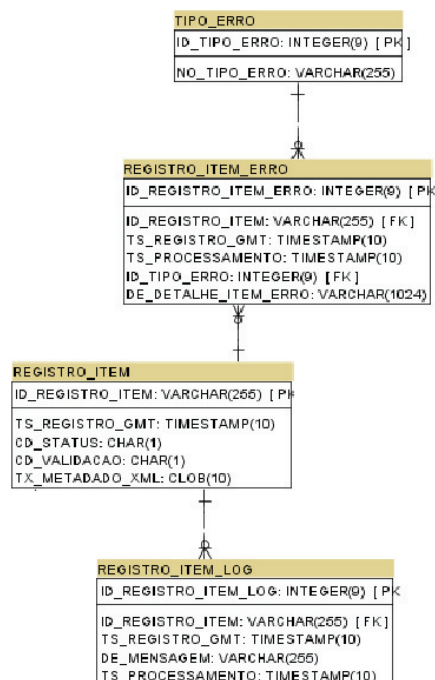 TIPO_ERRO
ID_TIPO_ERRO: INTEGER(9) [ PK ]
NO_TIPO_ERRO: VARCHAR(255)
REGISTRO_ITEM_ERRO
ID_REGISTRO_ITEM_ERRO: INTEGER(9) [ PK
ID_REGISTRO_ITEM: VARCHAR(255) [ FK ]
TS_REGISTRO_GMT: TIMESTAMP(10)
TS_PROCESSAMENTO: TIMESTAMP(10)
ID_TIPO_ERRO: INTEGER(9) [ FK ]
DE_DETALHE_ITEM_ERRO: VARCHAR(1024)
REGISTRO_ITEM
ID_REGISTRO_ITEM: VARCHAR(255) [ PK
TS_REGISTRO_GMT: TIMESTAMP(10)
CD_STATUS: CHAR(1)
CD_VALIDACAO: CHAR(1)
TX_METADADO_XML: CLOB(10)
REGISTRO_ITEM_LOG
ID_REGISTRO_ITEM_LOG: INTEGER(9) [ PK
ID_REGISTRO_ITEM: VARCHAR(255) [ FK ]
TS_REGISTRO_GMT: TIMESTAMP(10)
DE_MENSAGEM: VARCHAR(255)
TS_PROCESSAMENTO: TIMESTAMP(10)